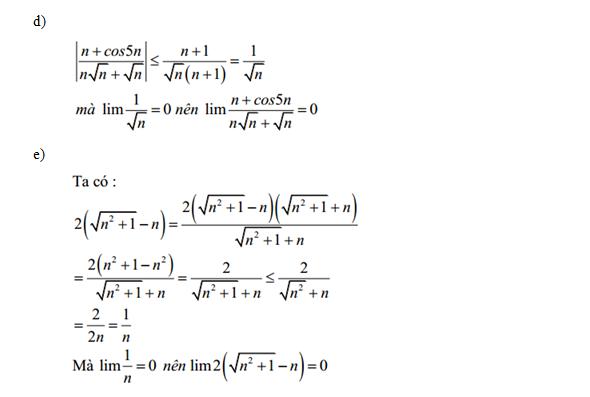 d)
|n + cos5n / n√n + √n| ≤ n + 1 / √n(n + 1) = 1 / √n
mà lim 1/√n = 0 nên lim n + cos5n / n√n + √n = 0
e)
Ta có :
2(√n² + 1 − n) = 2(√n² + 1 − n)(√n² + 1 + n) / √n² + 1 + n
= 2(n² + 1 − n²) / √n² + 1 + n = 2 / √n² + 1 + n ≤ 2 / √n² + n
= 2/2n = 1/n
Mà lim 1/n = 0 nên lim 2(√n² + 1 − n) = 0